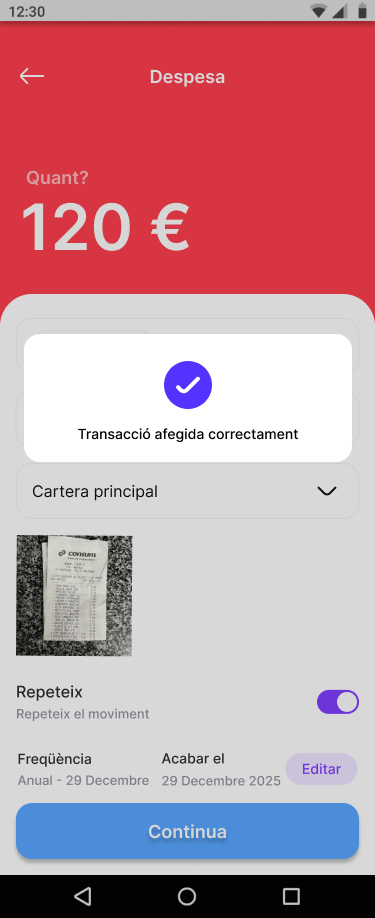 12:30
Despesa
Quant?
120 €
Transacció afegida correctament
Cartera principal
consum
Repeteix
Repeteix el moviment
Freqüència
Anual - 29 Decembre
Acabar el
29 Decembre 2025
Editar
Continua